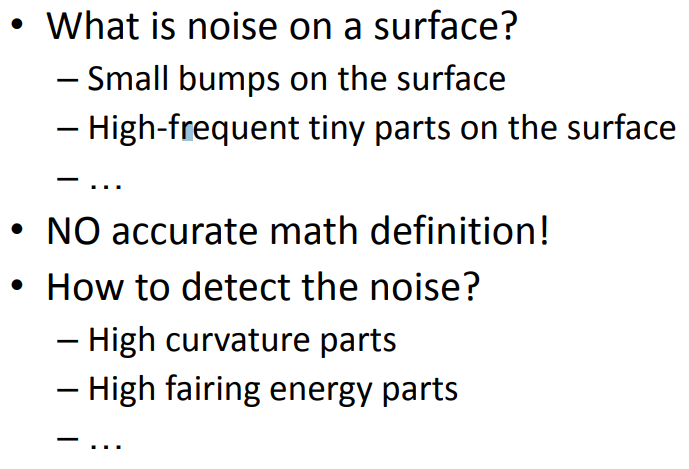 • What is noise on a surface?
– Small bumps on the surface
– High-frequent tiny parts on the surface
– …
• NO accurate math definition!
• How to detect the noise?
– High curvature parts
– High fairing energy parts
– …